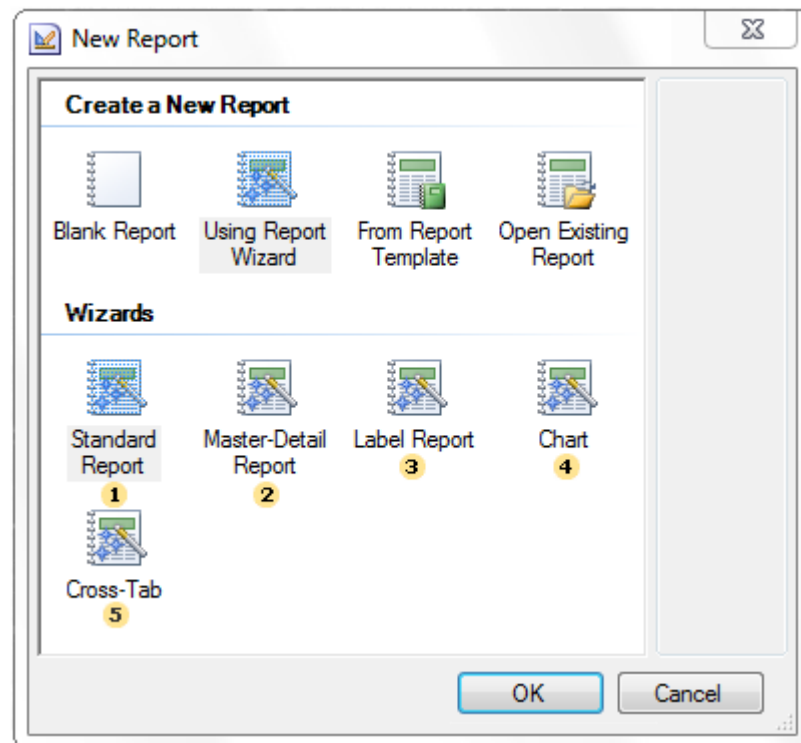 New Report
Create a New Report
Blank Report
Using Report
Wizard
From Report
Template
Open Existing
Report
Wizards
Standard
Report
1
Master-Detail
Report
2
Label Report
3
Chart
4
Cross-Tab
5
OK
Cancel